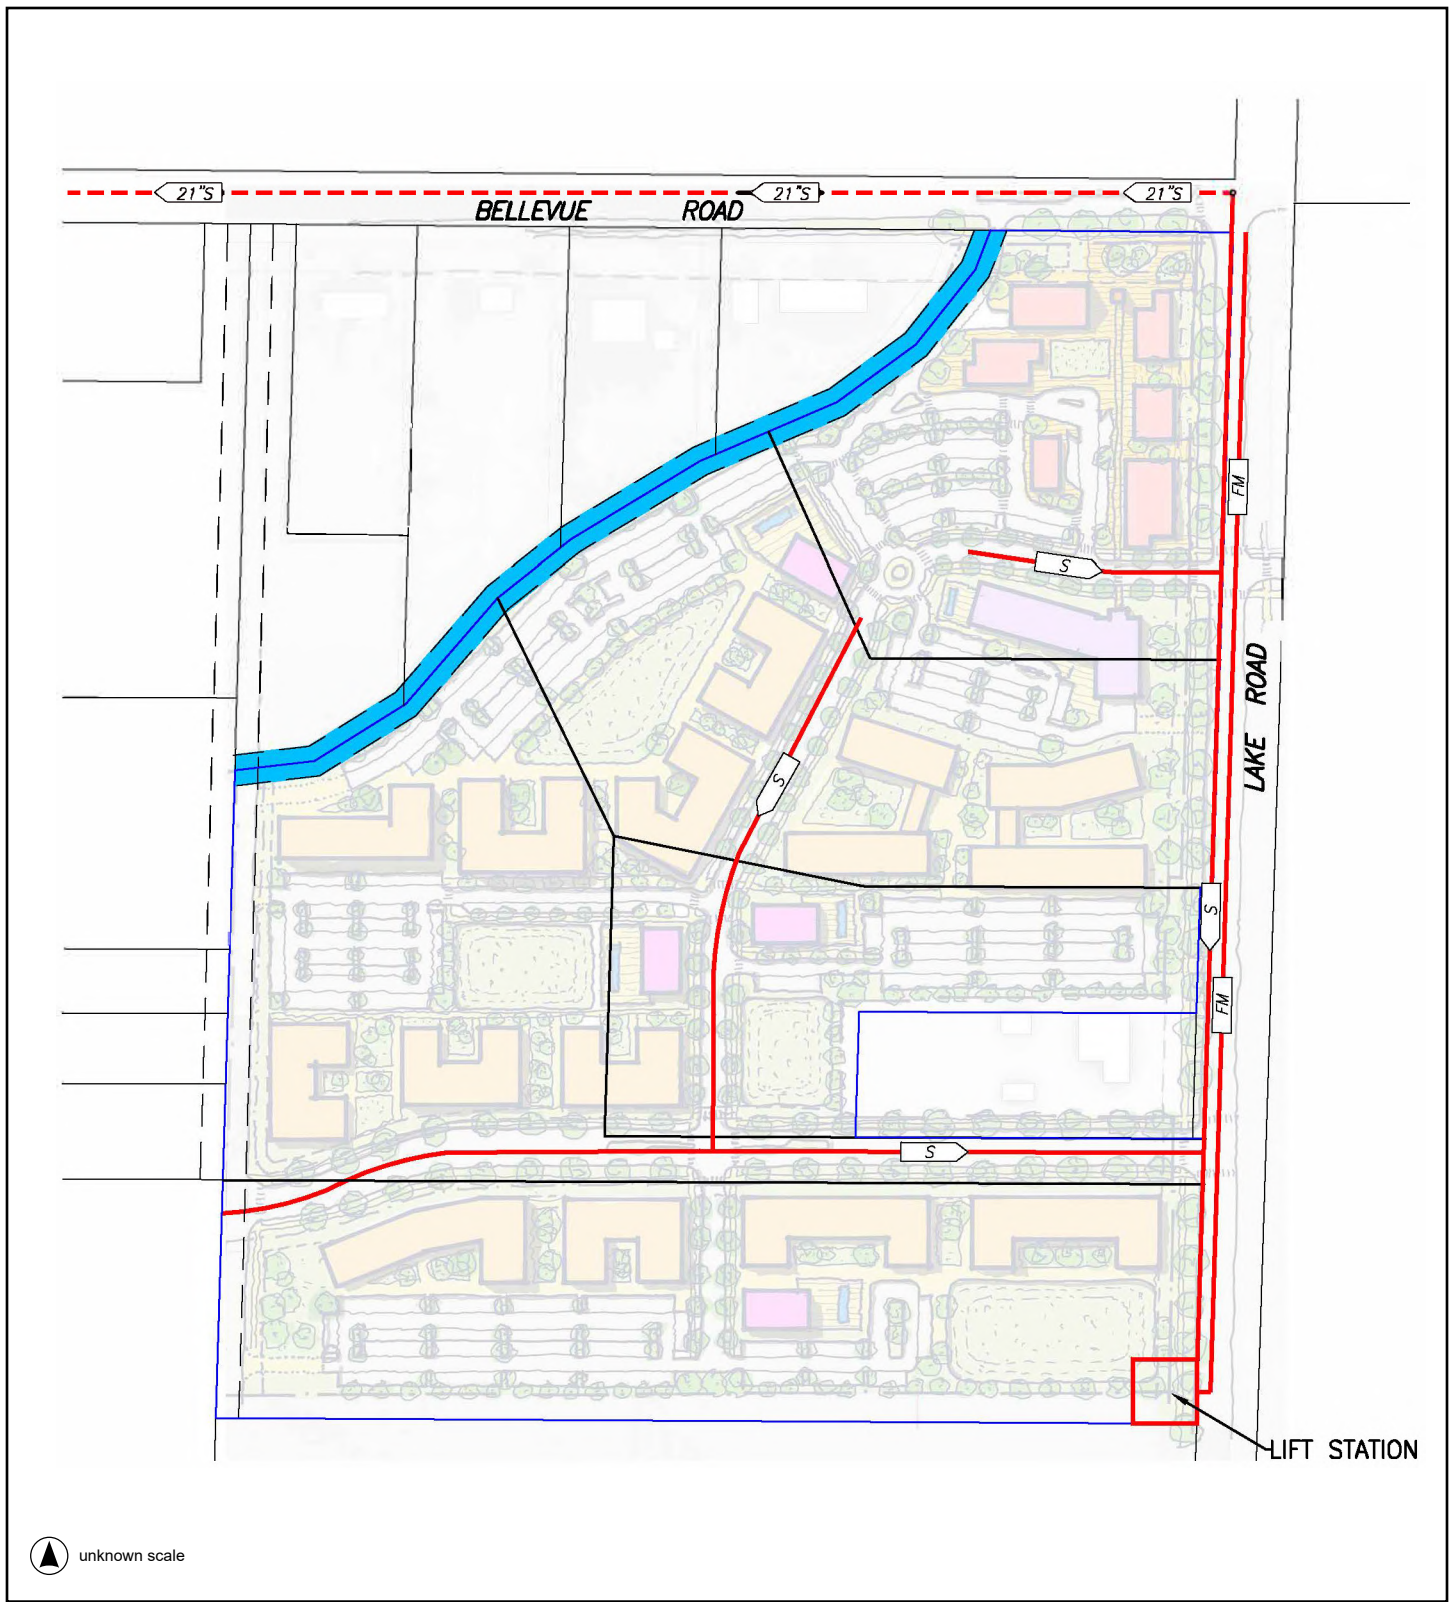 21"S 21"S 21"S
BELLEVUE ROAD
FM
S
LAKE ROAD
S
S
FM
S
LIFT STATION
unknown scale